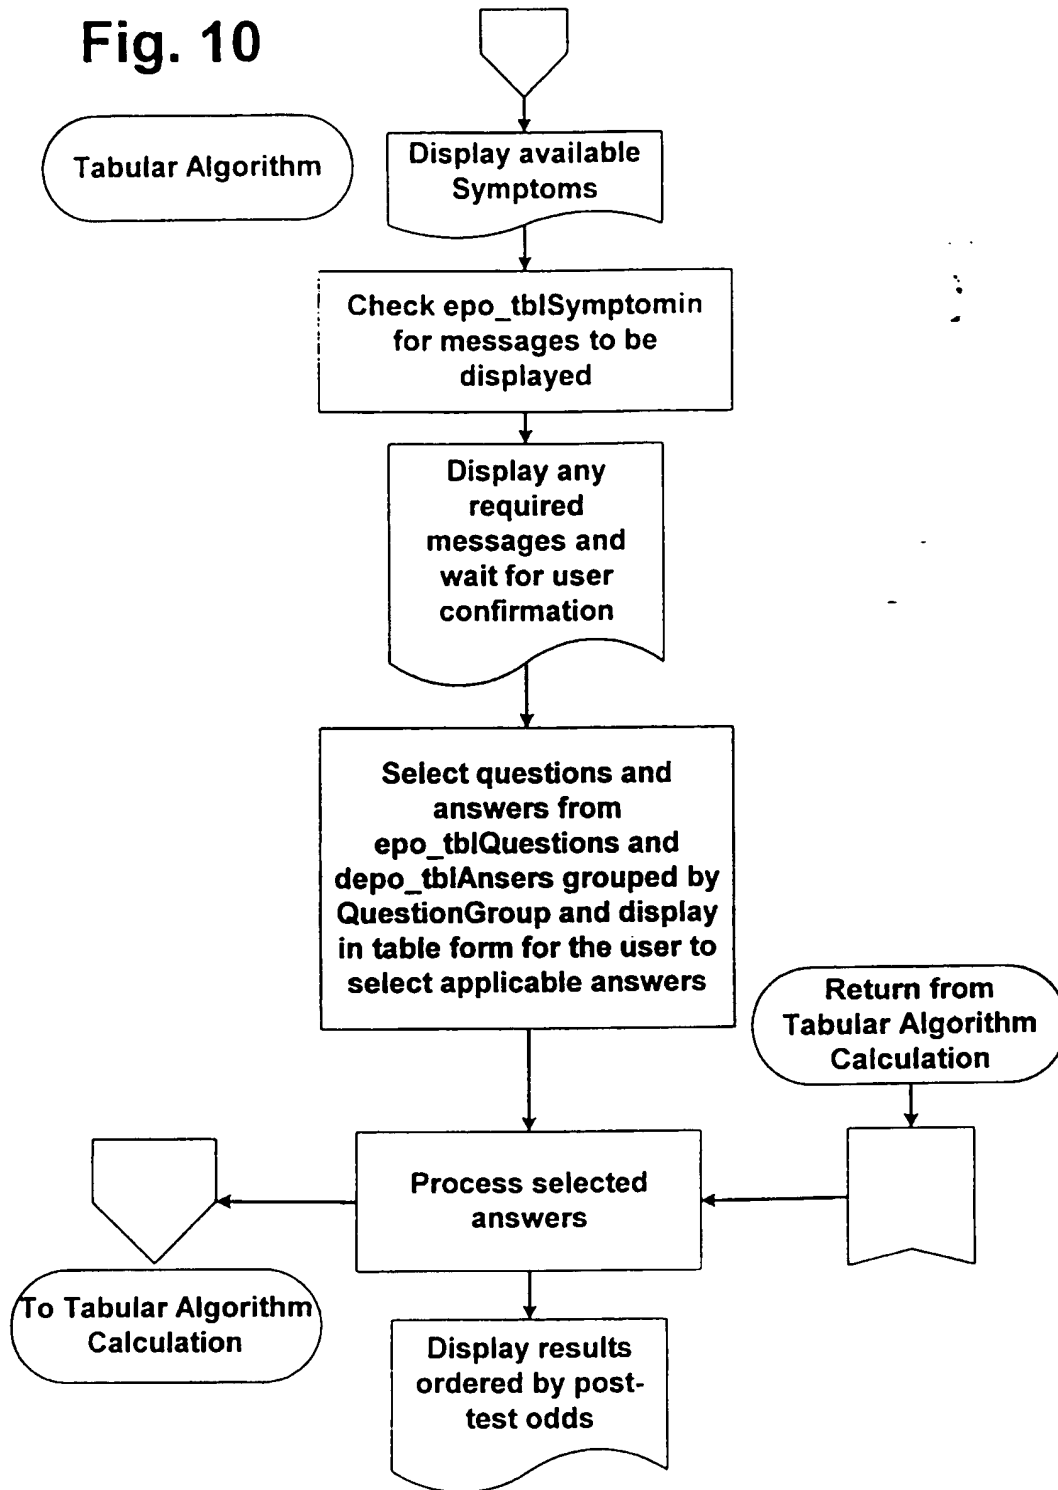 Fig. 10
Tabular Algorithm
Display available
Symptoms
Check epo_tblSymptomin
for messages to be
displayed
Display any
required
messages and
wait for user
confirmation
Select questions and
answers from
epo_tblQuestions and
depo_tblAnsers grouped by
QuestionGroup and display
in table form for the user to
select applicable answers
Return from
Tabular Algorithm
Calculation
Process selected
answers
To Tabular Algorithm
Calculation
Display results
ordered by post-
test odds